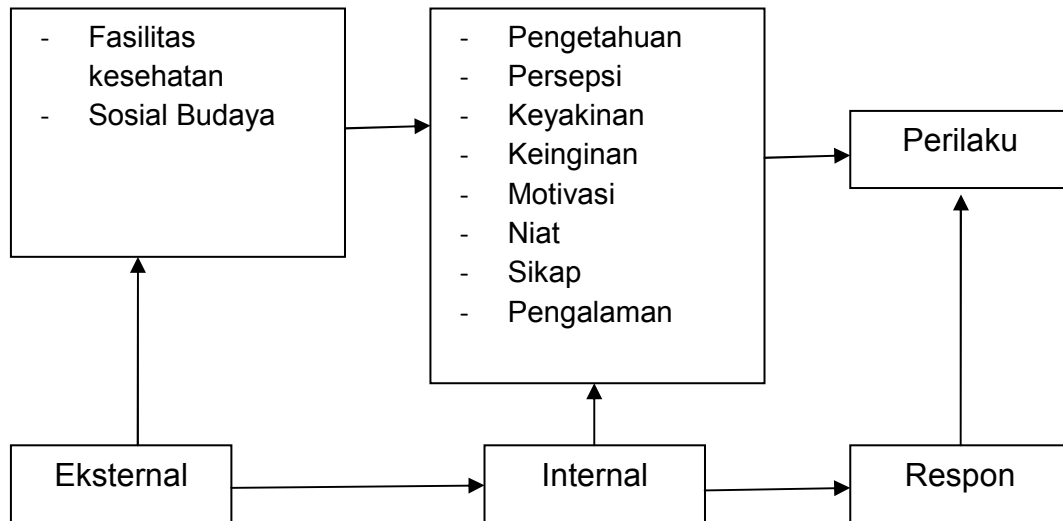 - Fasilitas
kesehatan
- Sosial Budaya
- Pengetahuan
- Persepsi
- Keyakinan
- Keinginan
- Motivasi
- Niat
- Sikap
- Pengalaman
Perilaku
Eksternal
Internal
Respon